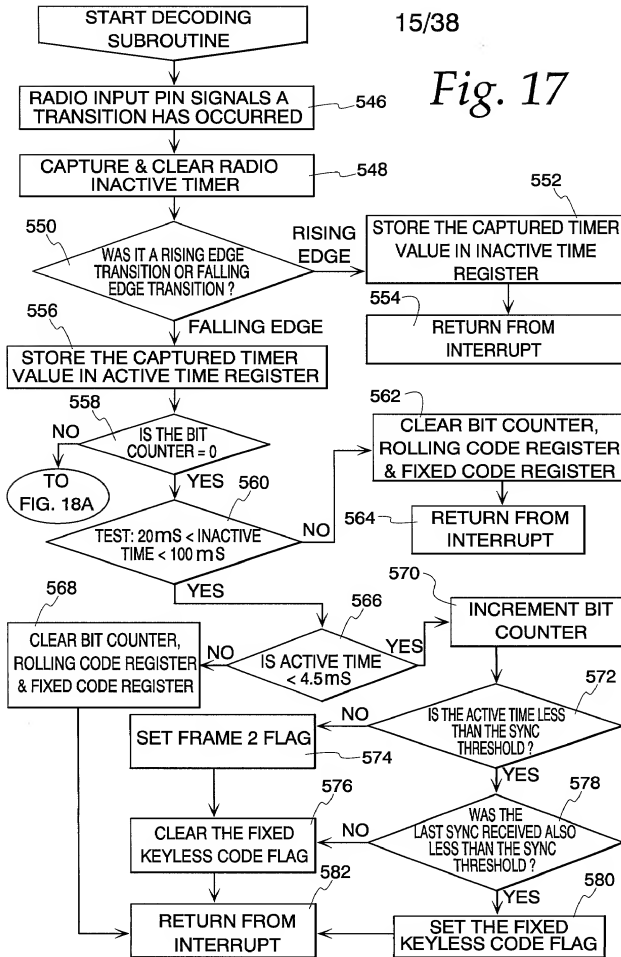 START DECODING
SUBROUTINE
15/38
Fig. 17
RADIO INPUT PIN SIGNALS A
TRANSITION HAS OCCURRED
546
CAPTURE & CLEAR RADIO
INACTIVE TIMER
548
550
WAS IT A RISING EDGE
TRANSITION OR FALLING
EDGE TRANSITION ?
RISING
EDGE
552
STORE THE CAPTURED TIMER
VALUE IN INACTIVE TIME
REGISTER
554
RETURN FROM
INTERRUPT
FALLING EDGE
556
STORE THE CAPTURED TIMER
VALUE IN ACTIVE TIME REGISTER
558
IS THE BIT
COUNTER = 0
NO
TO
FIG. 18A
YES
560
TEST: 20mS < INACTIVE
TIME < 100 mS
NO
562
CLEAR BIT COUNTER,
ROLLING CODE REGISTER
& FIXED CODE REGISTER
564
RETURN FROM
INTERRUPT
YES
566
IS ACTIVE TIME
< 4.5mS
NO
568
CLEAR BIT COUNTER,
ROLLING CODE REGISTER
& FIXED CODE REGISTER
YES
570
INCREMENT BIT
COUNTER
572
IS THE ACTIVE TIME LESS
THAN THE SYNC
THRESHOLD ?
NO
SET FRAME 2 FLAG
574
YES
578
WAS THE
LAST SYNC RECEIVED ALSO
LESS THAN THE SYNC
THRESHOLD ?
NO
576
CLEAR THE FIXED
KEYLESS CODE FLAG
YES
580
SET THE FIXED
KEYLESS CODE FLAG
582
RETURN FROM
INTERRUPT